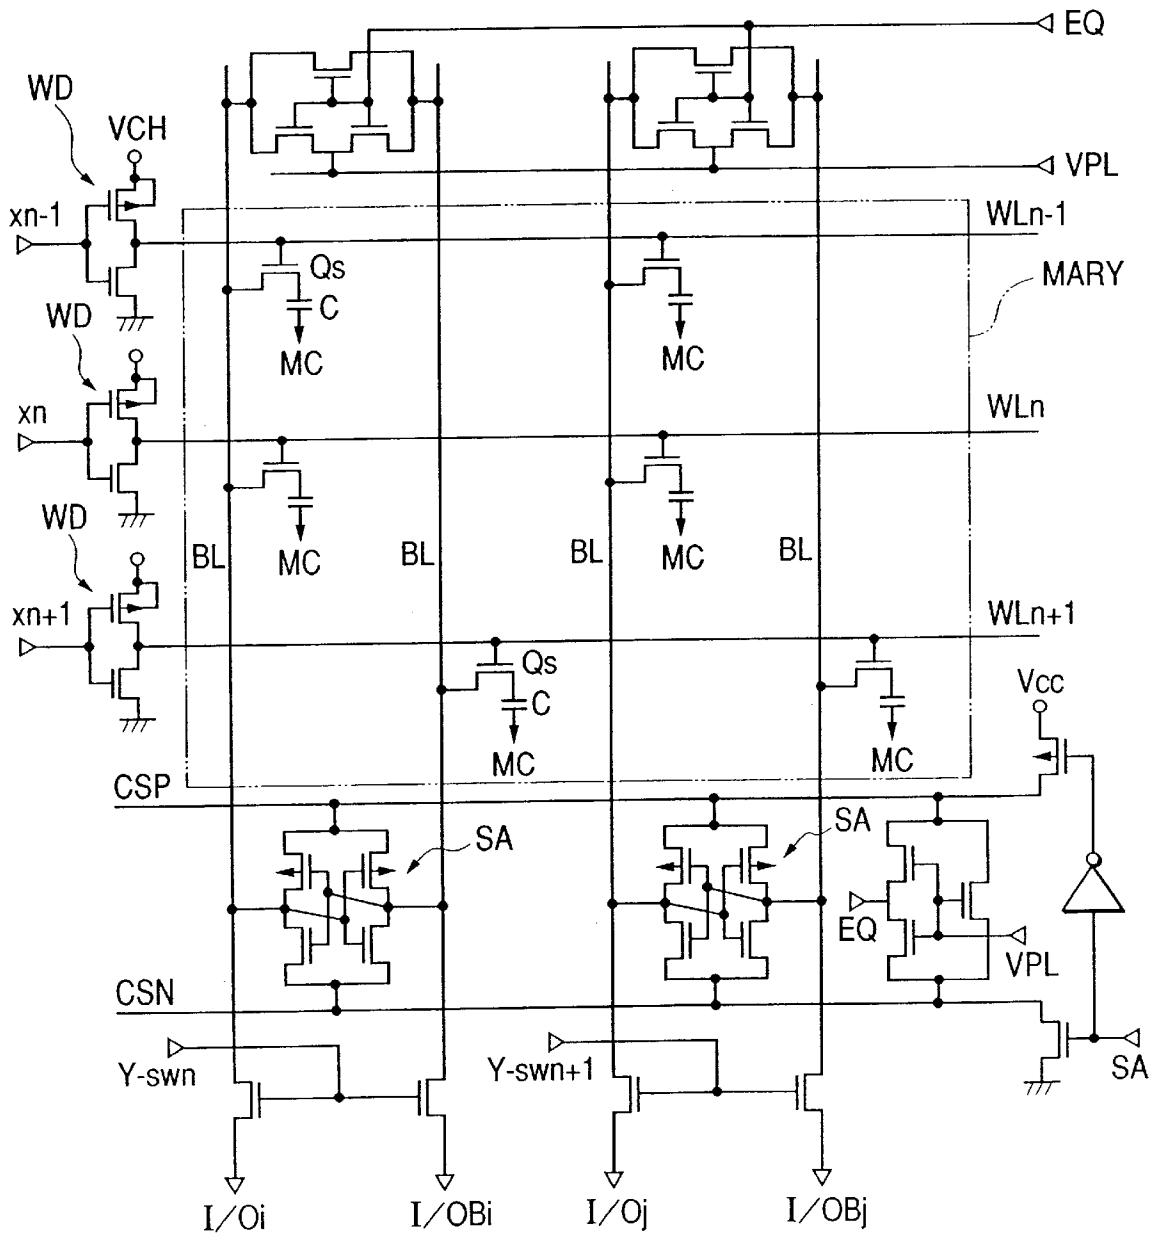 EQ
WD
VCH
VPL
xn-1
WLn-1
Qs
MARY
C
WD
MC
MC
xn
WLn
WD
BL
BL
BL
BL
MC
MC
xn+1
WLn+1
Qs
Vcc
C
MC
MC
CSP
SA
SA
EQ
VPL
CSN
Y-swn
Y-swn+1
SA
I/Oi
I/OBi
I/Oj
I/OBj